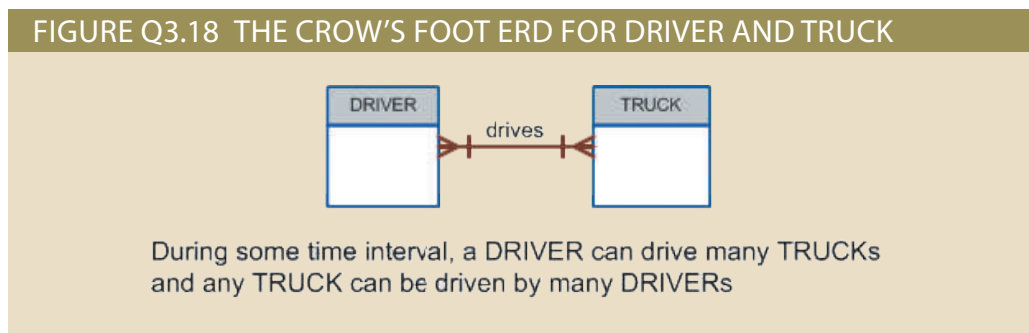 FIGURE Q3.18 THE CROW'S FOOT ERD FOR DRIVER AND TRUCK
DRIVER
TRUCK
drives
During some time interval, a DRIVER can drive many TRUCKs
and any TRUCK can be driven by many DRIVERs